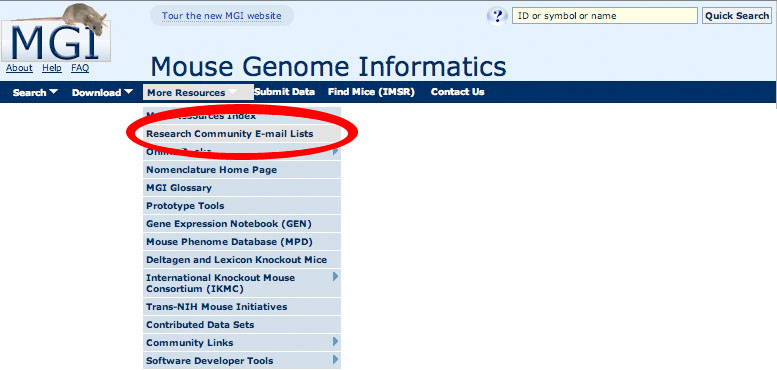 Tour the new MGI website
ID or symbol or name
Quick Search
MGI
About Help FAQ
Mouse Genome Informatics
Search Download More Resources Submit Data Find Mice (IMSR) Contact Us
Resources Index
Research Community E-mail Lists
Nomenclature Home Page
MGI Glossary
Prototype Tools
Gene Expression Notebook (GEN)
Mouse Phenome Database (MPD)
Deltagen and Lexicon Knockout Mice
International Knockout Mouse
Consortium (IKMC)
Trans-NIH Mouse Initiatives
Contributed Data Sets
Community Links
Software Developer Tools